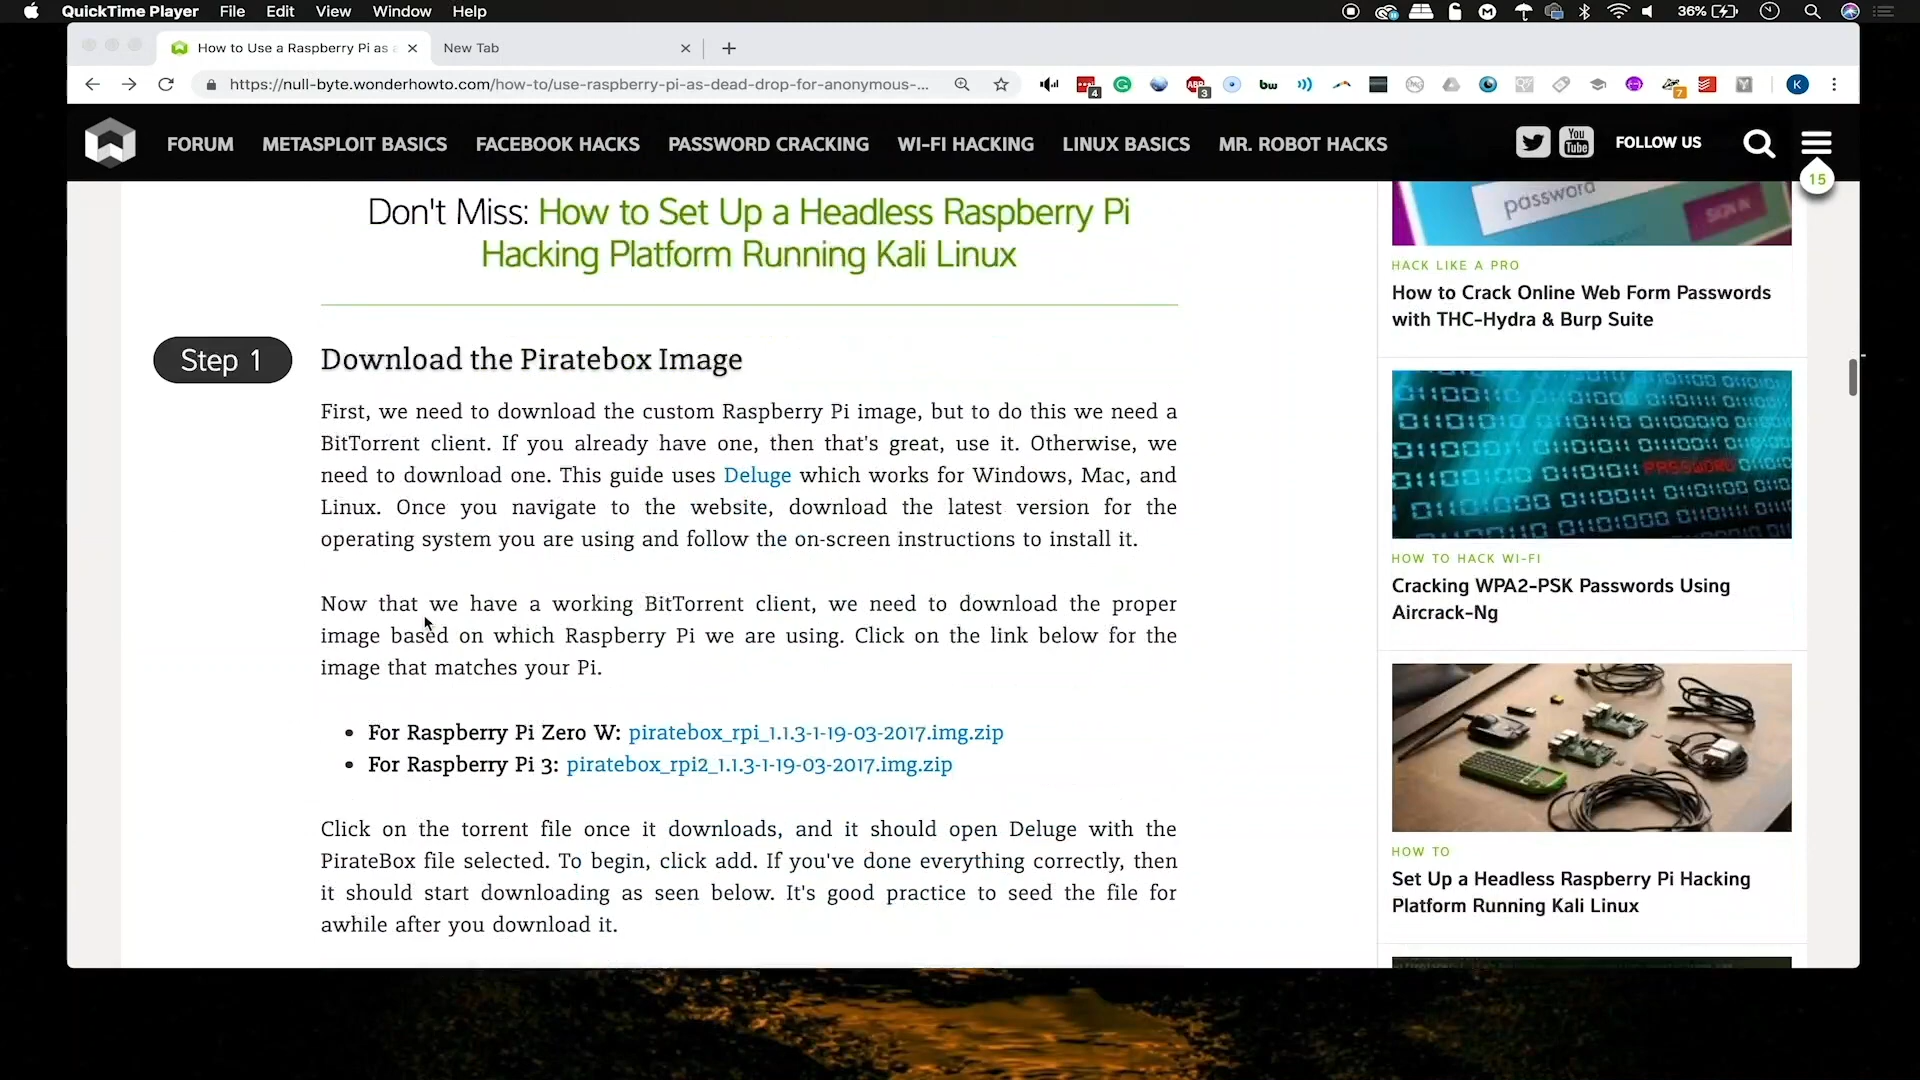 QuickTime Player File Edit View Window Help
36%
How to Use a Raspberry Pi as a
New Tab
https://null-byte.wonderhowto.com/how-to/use-raspberry-pi-as-dead-drop-for-anonymous-...
4
3
bw
7
K
FORUM METASPLOIT BASICS FACEBOOK HACKS PASSWORD CRACKING WI-FI HACKING LINUX BASICS MR. ROBOT HACKS
You Tube
FOLLOW US
15
Don't Miss: How to Set Up a Headless Raspberry Pi
Hacking Platform Running Kali Linux
Step 1
Download the Piratebox Image
First, we need to download the custom Raspberry Pi image, but to do this we need a
BitTorrent client. If you already have one, then that's great, use it. Otherwise, we
need to download one. This guide uses Deluge which works for Windows, Mac, and
Linux. Once you navigate to the website, download the latest version for the
operating system you are using and follow the on-screen instructions to install it.
Now that we have a working BitTorrent client, we need to download the proper
image based on which Raspberry Pi we are using. Click on the link below for the
image that matches your Pi.
For Raspberry Pi Zero W: piratebox_rpi_1.1.3-1-19-03-2017.img.zip
For Raspberry Pi 3: piratebox_rpi2_1.1.3-1-19-03-2017.img.zip
Click on the torrent file once it downloads, and it should open Deluge with the
PirateBox file selected. To begin, click add. If you've done everything correctly, then
it should start downloading as seen below. It's good practice to seed the file for
awhile after you download it.
password
SIGN IN
HACK LIKE A PRO
How to Crack Online Web Form Passwords
with THC-Hydra & Burp Suite
PASSWORD
HOW TO HACK WI-FI
Cracking WPA2-PSK Passwords Using
Aircrack-Ng
HOW TO
Set Up a Headless Raspberry Pi Hacking
Platform Running Kali Linux